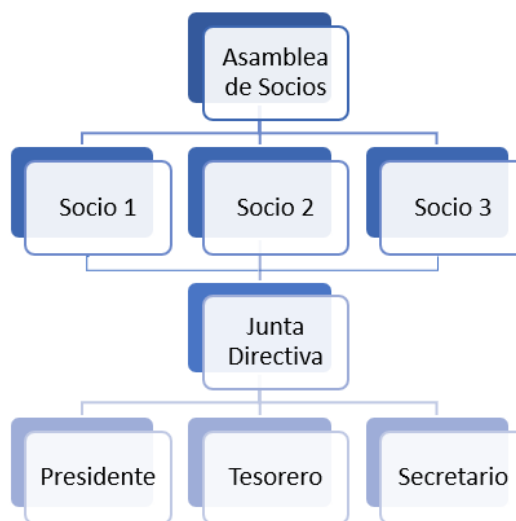 Asamblea
de Socios
Socio 1
Socio 2
Socio 3
Junta
Directiva
Presidente
Tesorero
Secretario